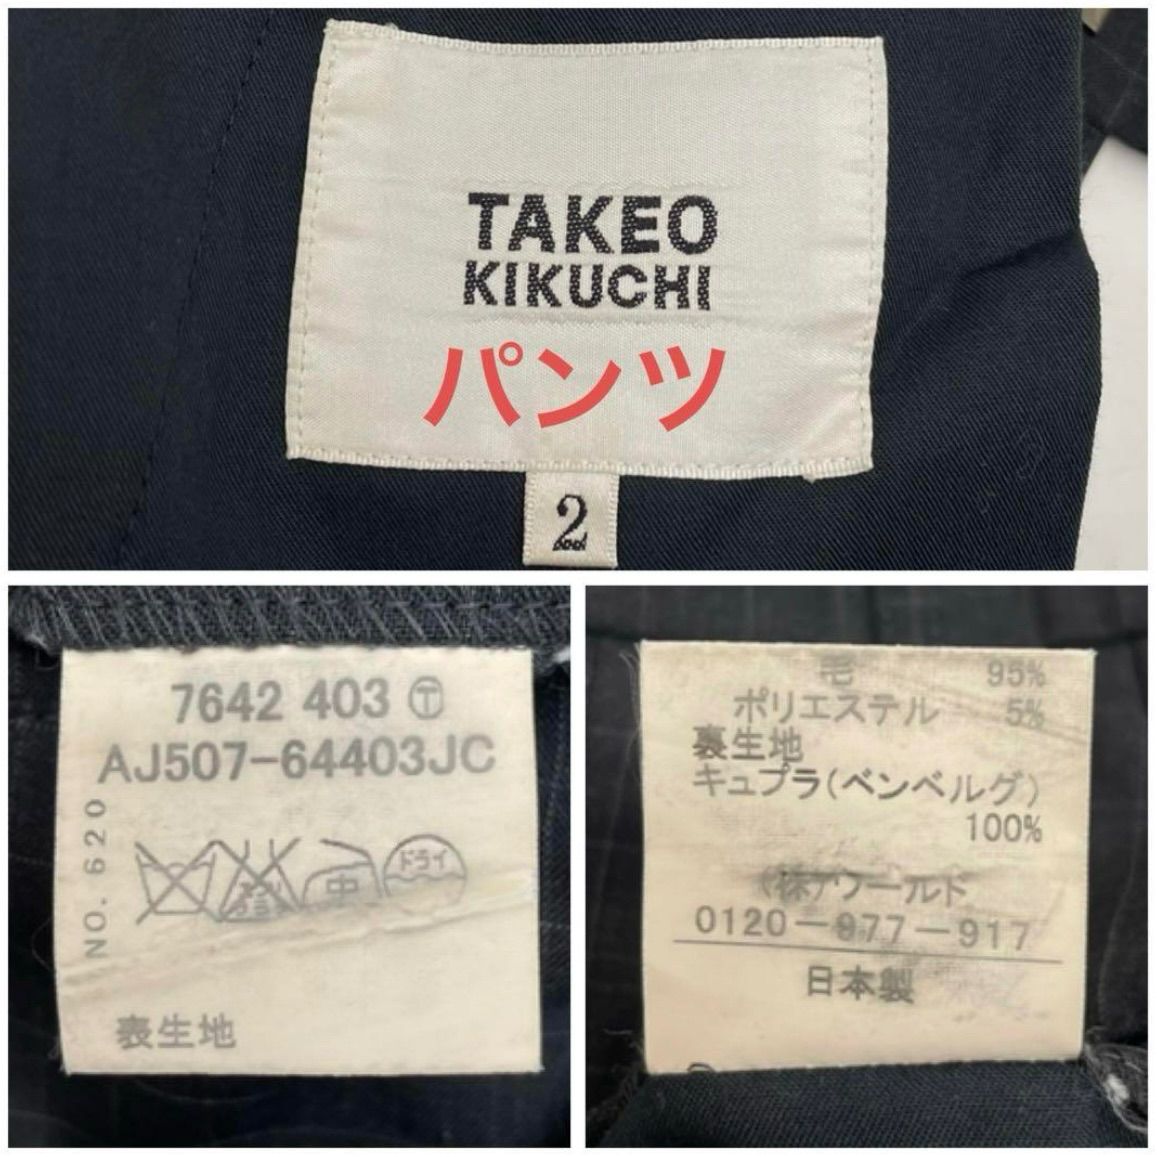 TAKEO
KIKUCHI
パンツ
2
7642 403 Ⓣ
AJ507-64403JC
NO. 620
中
ドライ
表生地
毛 95%
ポリエステル 5%
裏生地
キュプラ(ベンベルグ)
100%
(株)ワールド
0120-977-917
日本製